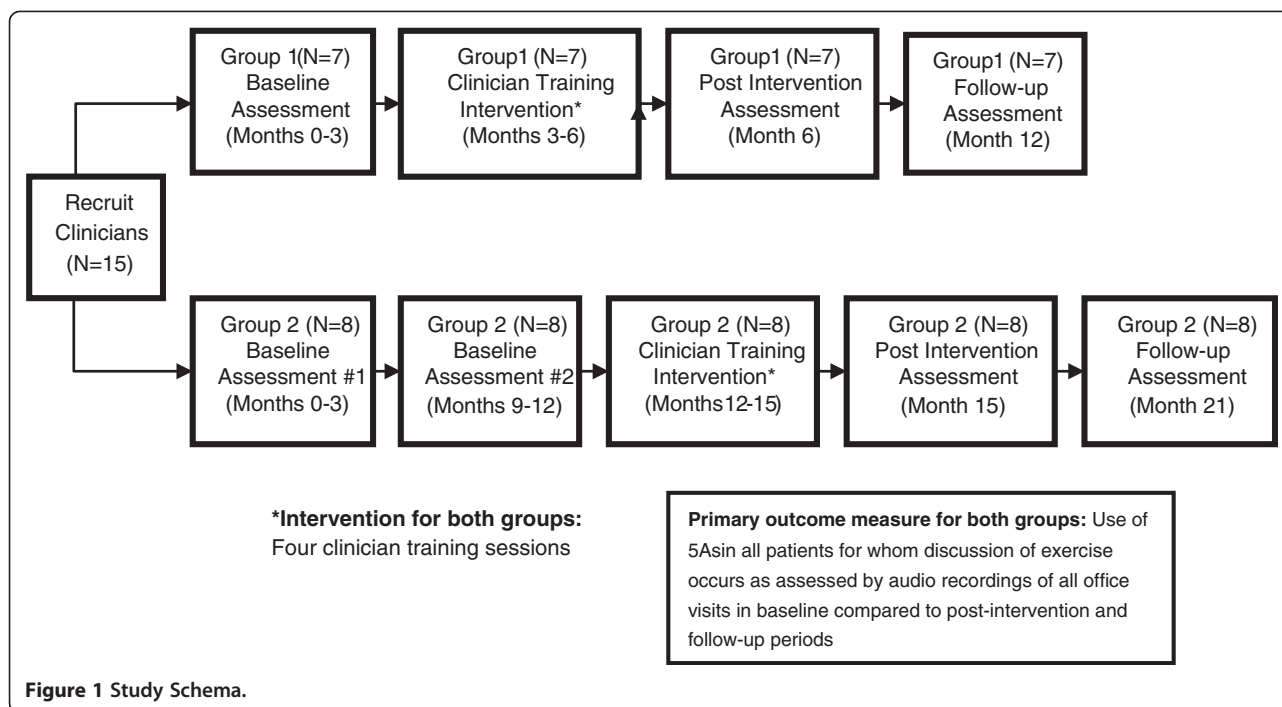 Group 1(N=7)
Baseline
Assessment
(Months 0-3)
Group1 (N=7)
Clinician Training
Intervention*
(Months 3-6)
Group1 (N=7)
Post Intervention
Assessment
(Month 6)
Group1 (N=7)
Follow-up
Assessment
(Month 12)
Recruit
Clinicians
(N=15)
Group 2 (N=8)
Baseline
Assessment #1
(Months 0-3)
Group 2 (N=8)
Baseline
Assessment #2
(Months 9-12)
Group 2 (N=8)
Clinician Training
Intervention*
(Months12-15)
Group 2 (N=8)
Post Intervention
Assessment
(Month 15)
Group 2 (N=8)
Follow-up
Assessment
(Month 21)
*Intervention for both groups:
Four clinician training sessions
Primary outcome measure for both groups: Use of
5Asin all patients for whom discussion of exercise
occurs as assessed by audio recordings of all office
visits in baseline compared to post-intervention and
follow-up periods
Figure 1 Study Schema.